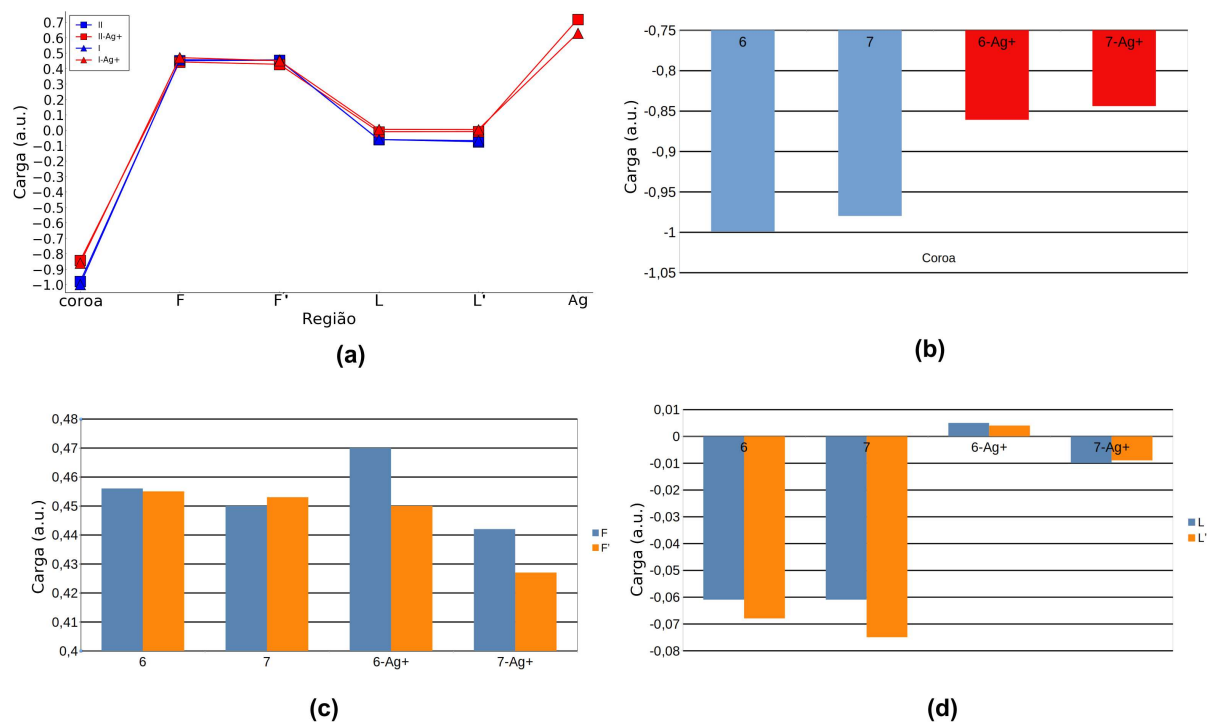 0.7
0.6
0.5
0.4
0.3
0.2
0.1
0.0
−0.1
−0.2
−0.3
−0.4
−0.5
−0.6
−0.7
−0.8
−0.9
−1.0
Carga (a.u.)
II
II-Ag+
I
I-Ag+
coroa F F' L L' Ag
Região
(a)
-0,75
-0,8
-0,85
-0,9
-0,95
-1
-1,05
Carga (a.u.)
6 7 6-Ag+ 7-Ag+
Coroa
(b)
0,48
0,47
0,46
0,45
0,44
0,43
0,42
0,41
0,4
Carga (a.u.)
6 7 6-Ag+ 7-Ag+
F
F'
(c)
0,01
0
-0,01
-0,02
-0,03
-0,04
-0,05
-0,06
-0,07
-0,08
Carga (a.u.)
6 7 6-Ag+ 7-Ag+
L
L'
(d)